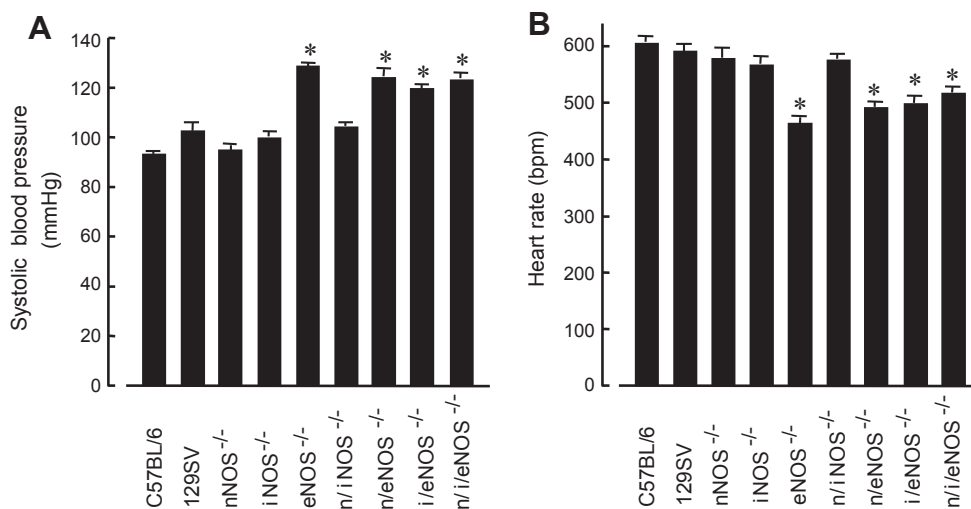 A
Systolic blood pressure
(mmHg)
140
120
100
80
60
40
20
0
*
*
*
*
C57BL/6
129SV
nNOS -/-
iNOS -/-
eNOS -/-
n/iNOS -/-
n/eNOS -/-
i/eNOS -/-
n/i/eNOS -/-
B
Heart rate (bpm)
600
500
400
300
200
100
0
*
*
*
*
C57BL/6
129SV
nNOS -/-
iNOS -/-
eNOS -/-
n/iNOS -/-
n/eNOS -/-
i/eNOS -/-
n/i/eNOS -/-